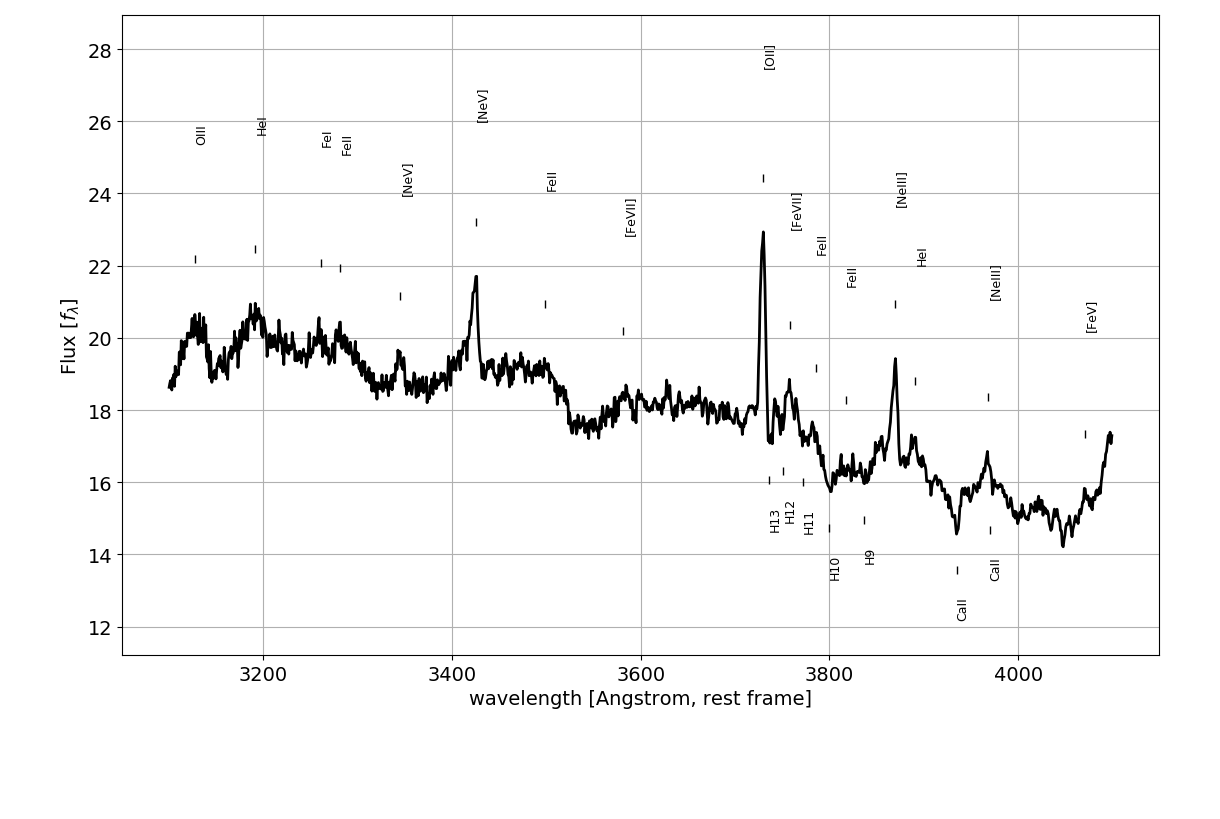 28
26
24
22
20
18
16
14
12
Flux [fλ]
OIII
HeI
FeI
FeII
[NeV]
[NeV]
FeII
[FeVII]
[OII]
[FeVII]
FeII
FeII
[NeIII]
HeI
[NeIII]
[FeV]
H13
H12
H11
H10
H9
CaII
CaII
3200
3400
3600
3800
4000
wavelength [Angstrom, rest frame]